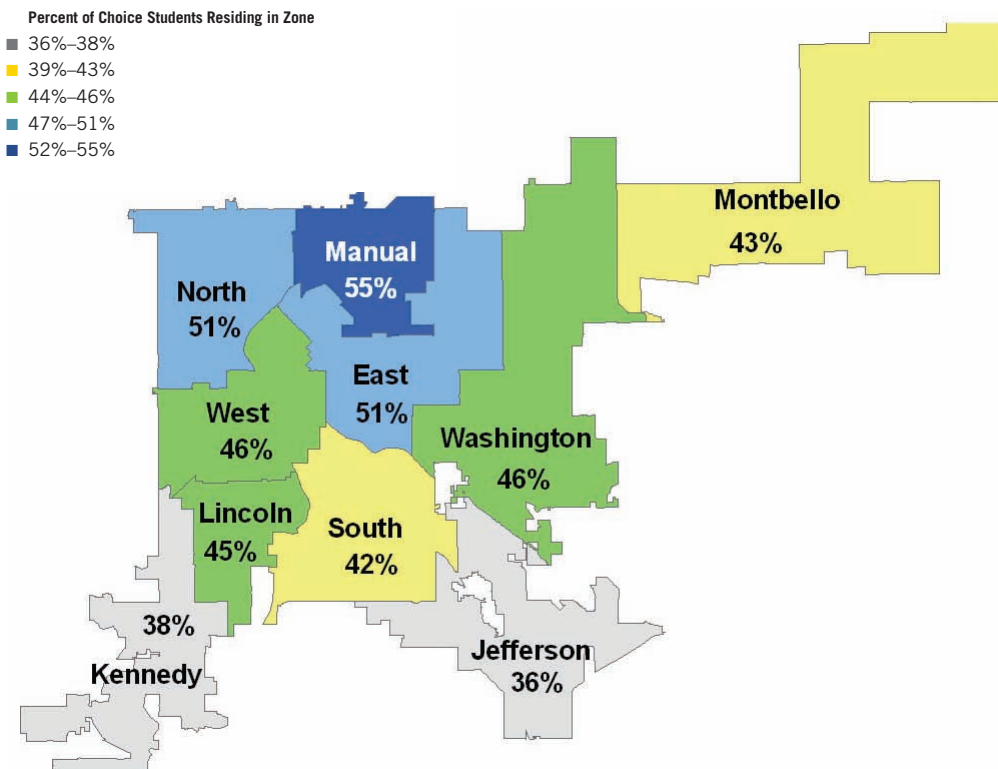 Percent of Choice Students Residing in Zone
36%–38%
39%–43%
44%–46%
47%–51%
52%–55%
Montbello
43%
Manual
55%
North
51%
East
51%
West
46%
Washington
46%
Lincoln
45%
South
42%
38%
Kennedy
Jefferson
36%